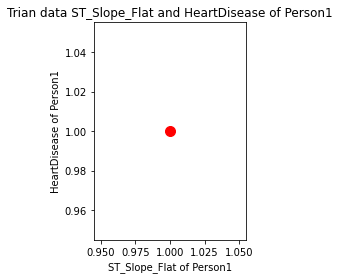 Trian data ST_Slope_Flat and HeartDisease of Person1
1.04
1.02
1.00
0.98
0.96
HeartDisease of Person1
0.950 0.975 1.000 1.025 1.050
ST_Slope_Flat of Person1